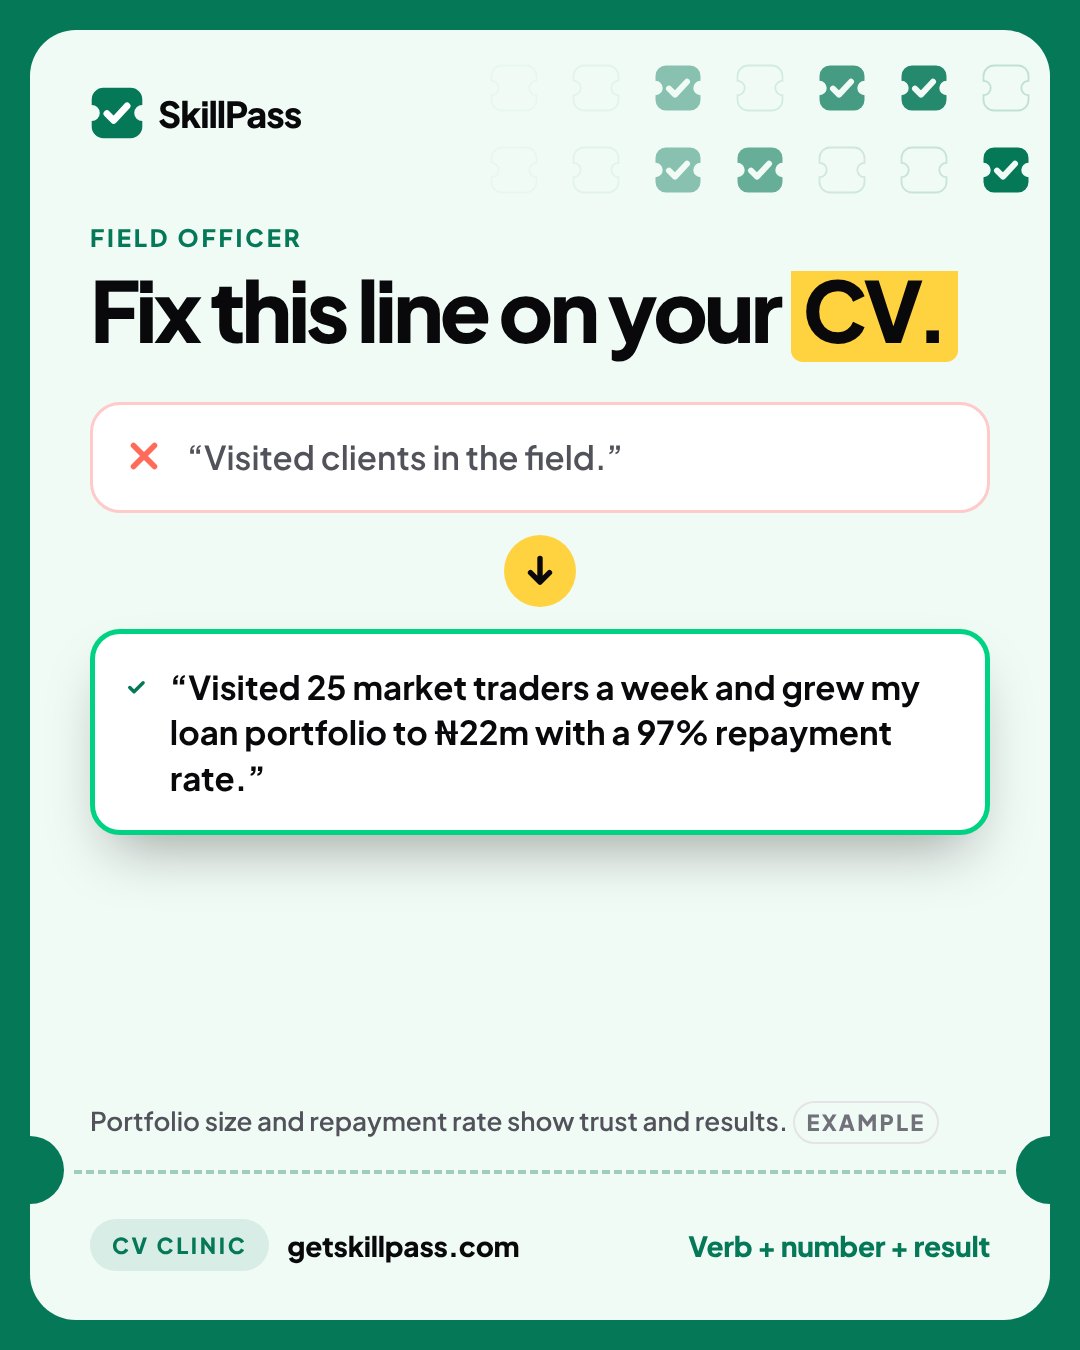 SkillPass
FIELD OFFICER
Fix this line on your CV.
“Visited clients in the field.”
“Visited 25 market traders a week and grew my
loan portfolio to ₦22m with a 97% repayment
rate.”
Portfolio size and repayment rate show trust and results. EXAMPLE
CV CLINIC getskillpass.com Verb + number + result